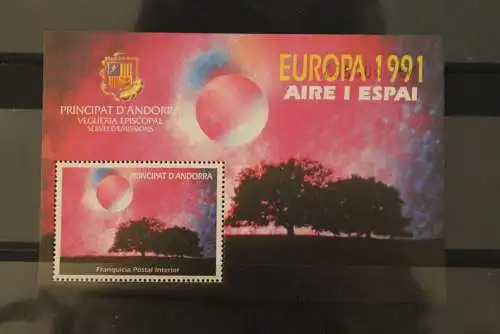 EUROPA 1991
AIRE I ESPAI
PRINCIPAT D'ANDORRA
VEGUERIA EPISCOPAL
SERVEI D'EMISSIONS
PRINCIPAT D'ANDORRA
Franquicia Postal Interior